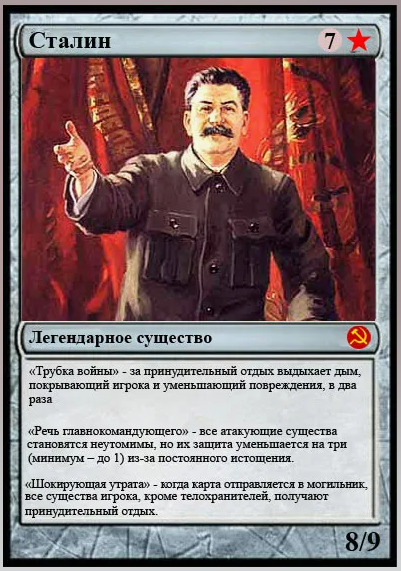 Сталин 7
Легендарное существо
«Трубка войны» - за принудительный отдых выдыхает дым,
покрывающий игрока и уменьшающий повреждения, в два
раза
«Речь главнокомандующего» - все атакующие существа
становятся неутомимы, но их защита уменьшается на три
(минимум – до 1) из-за постоянного истощения.
«Шокирующая утрата» - когда карта отправляется в могильник,
все существа игрока, кроме телохранителей, получают
принудительный отдых.
8/9